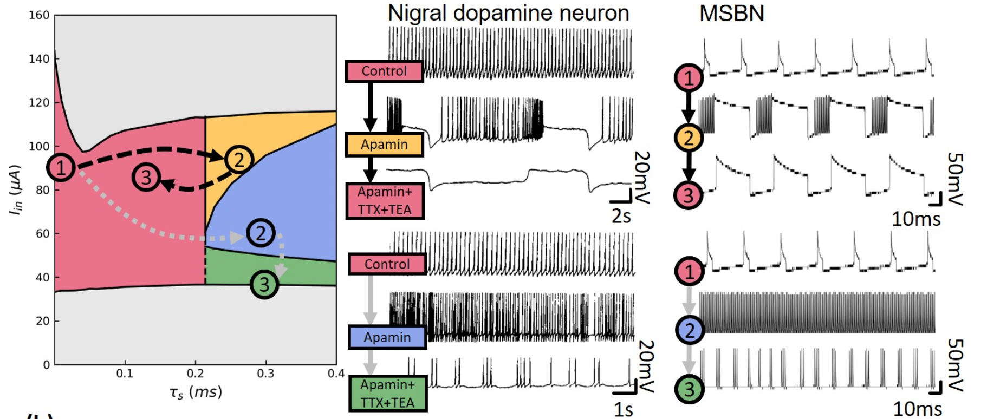 Nigral dopamine neuron
MSBN
160
140
120
100
80
60
40
20
0
I_in (μA)
0.1
0.2
0.3
0.4
τ_s (ms)
1
2
3
2
3
Control
Apamin
Apamin+
TTX+TEA
20mV
2s
1
2
3
50mV
10ms
Control
Apamin
Apamin+
TTX+TEA
20mV
1s
1
2
3
50mV
10ms